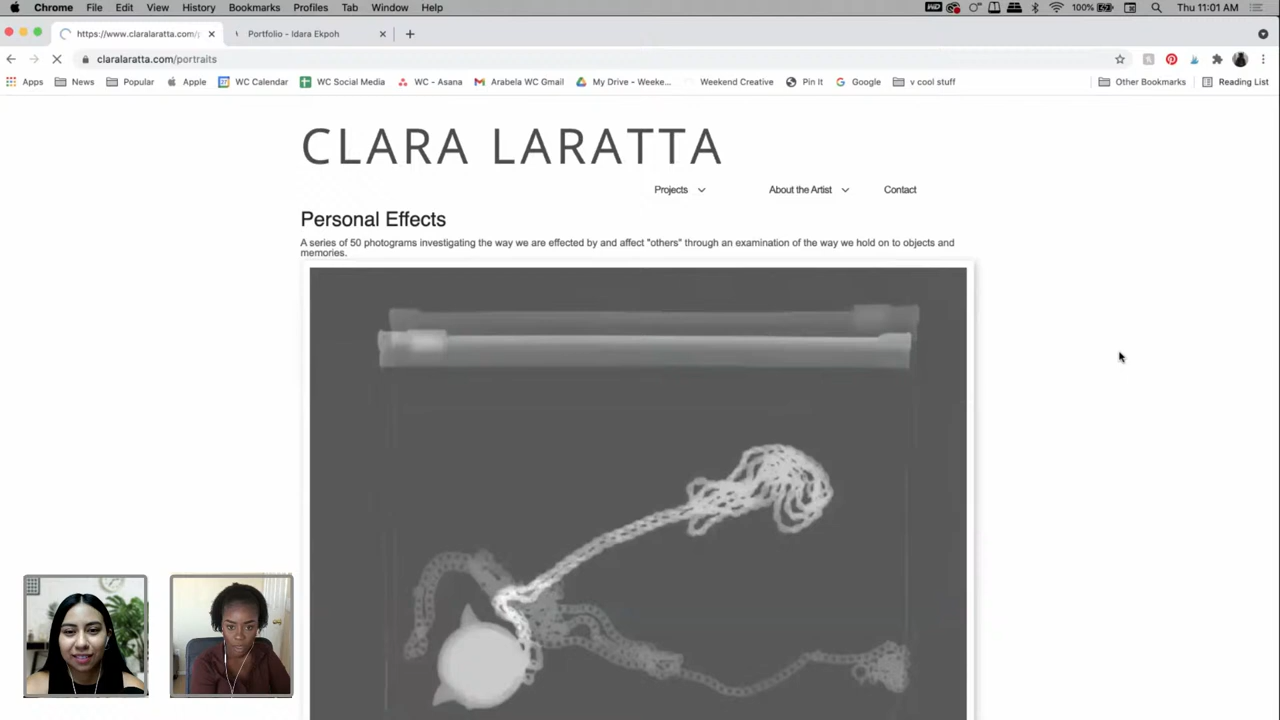 Chrome File Edit View History Bookmarks Profiles Tab Window Help 100% Thu 11:01 AM
https://www.claralaratta.com/p Portfolio - Idara Ekpoh
claralaratta.com/portraits
Apps News Popular Apple WC Calendar WC Social Media WC - Asana Arabela WC Gmail My Drive - Weeke... Weekend Creative Pin It Google v cool stuff Other Bookmarks Reading List
CLARA LARATTA
Projects About the Artist Contact
Personal Effects
A series of 50 photograms investigating the way we are effected by and affect "others" through an examination of the way we hold on to objects and
memories.